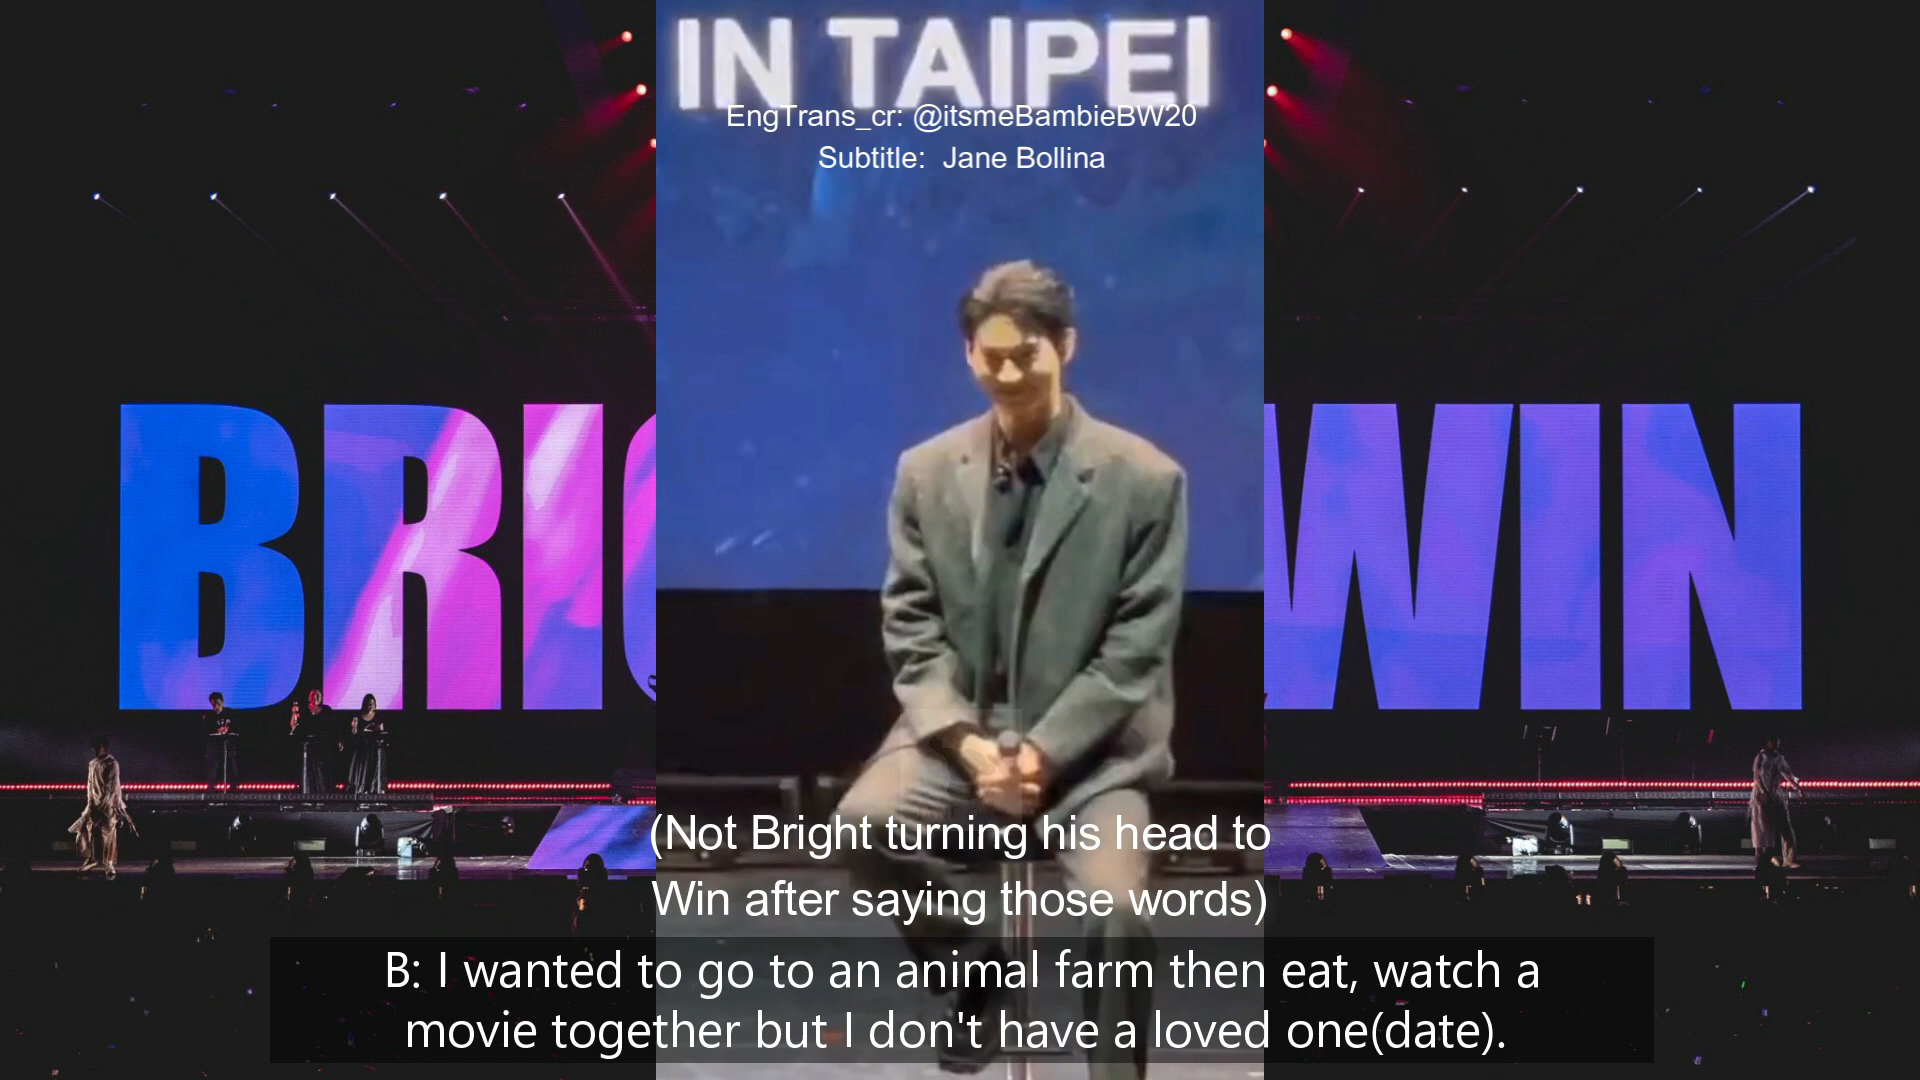 IN TAIPEI
EngTrans_cr: @itsmeBambieBW20
Subtitle: Jane Bollina
BRI
WIN
(Not Bright turning his head to
Win after saying those words)
B: I wanted to go to an animal farm then eat, watch a
movie together but I don't have a loved one(date).